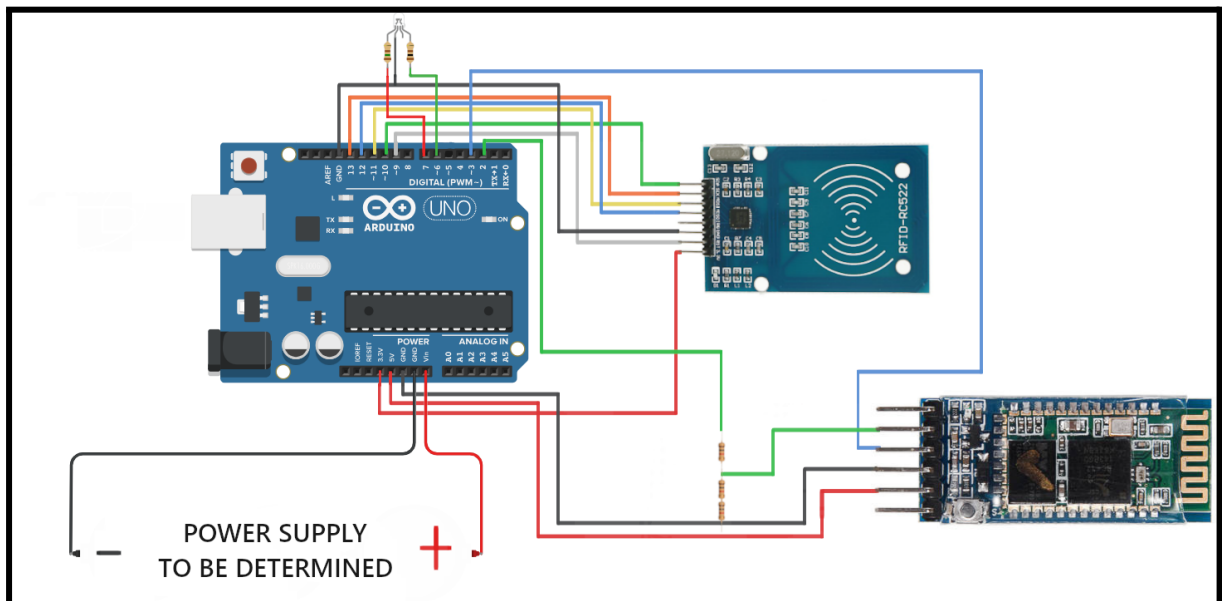 AREF
GND
13
12
~11
~10
~9
8
7
~6
~5
4
~3
2
TX→1
RX←0
DIGITAL (PWM~)
L
TX
RX
ARDUINO
UNO
ON
RFID-RC522
POWER
ANALOG IN
IOREF
RESET
3.3V
5V
GND
GND
Vin
A0
A1
A2
A3
A4
A5
POWER SUPPLY
TO BE DETERMINED
− +